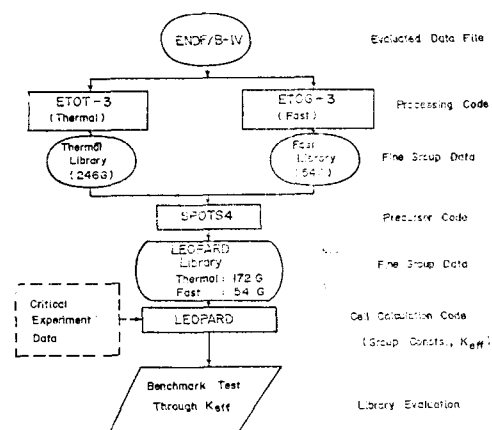 ENDF/B-IV
Evaluated Data File
ETOT-3
(Thermal)
ETOG-3
(Fast)
Processing Code
Thermal
Library
(246G)
Fast
Library
Fine Group Data
SPOTS4
Precursor Code
LEOPARD
Library
Thermal : 172 G
Fast : 54 G
Fine Group Data
Critical
Experiment
Data
LEOPARD
Cell Calculation Code
(Group Consts., Keff)
Benchmark Test
Through Keff
Library Evaluation